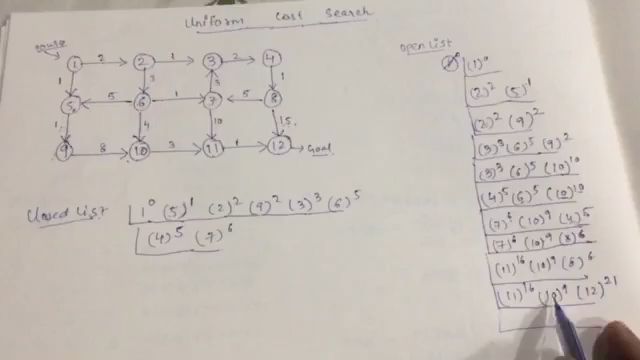 Uniform Cost Search
source
1 2 2 1 3 2 4
1 3 3 1
5 5 6 1 7 5 8
1 4 10 15
9 8 10 3 11 1 12 Goal
Closed List 1⁰ (5)¹ (2)² (9)² (3)³ (6)⁵
(4)⁵ (7)⁶
Open List
(1)⁰
(2)² (5)¹
(2)² (9)²
(3)³ (6)⁵ (9)²
(3)³ (6)⁵ (10)¹⁰
(4)⁵ (6)⁵ (10)¹⁰
(7)⁶ (10)⁹ (4)⁵
(7)⁶ (10)⁹ (8)⁶
(11)¹⁶ (10)⁹ (8)⁶
(11)¹⁶ (10)⁹ (12)²¹